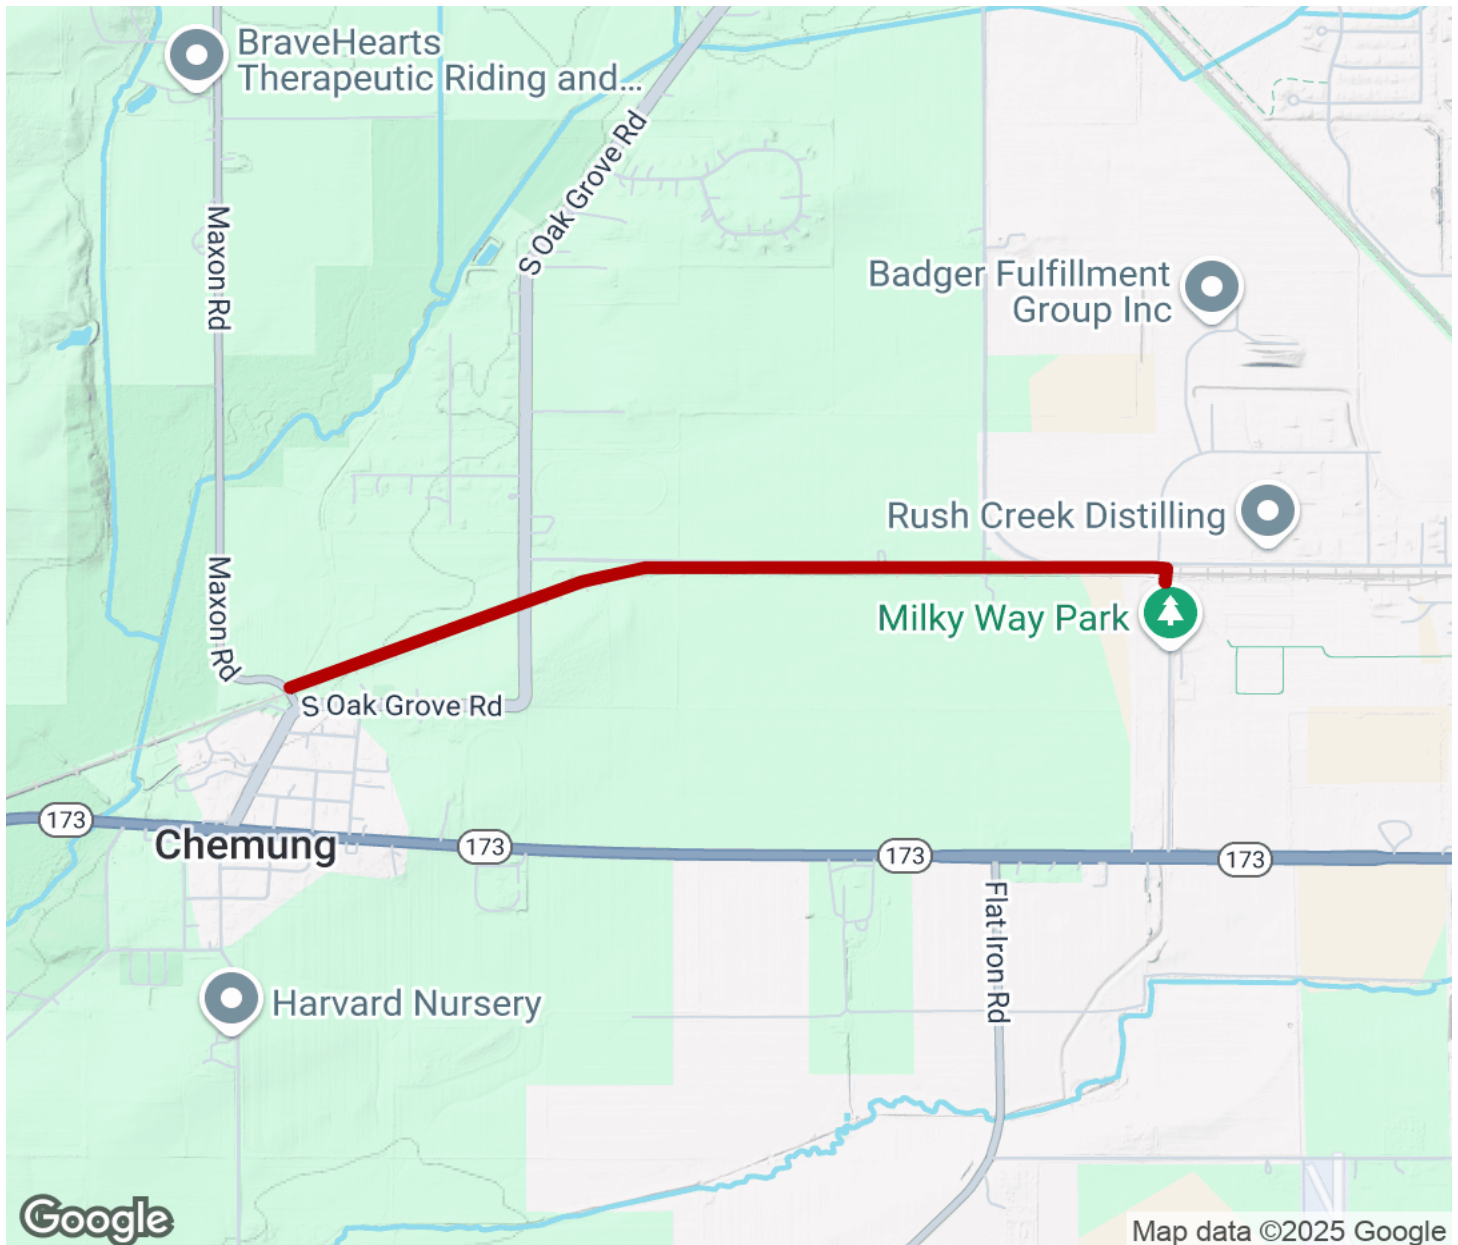 BraveHearts
Therapeutic Riding and...
S Oak Grove Rd
Maxon Rd
Badger Fulfillment
Group Inc
Rush Creek Distilling
Maxon Rd
Milky Way Park
S Oak Grove Rd
173
173
173
173
Chemung
Flat Iron Rd
Harvard Nursery
Google
Map data ©2025 Google